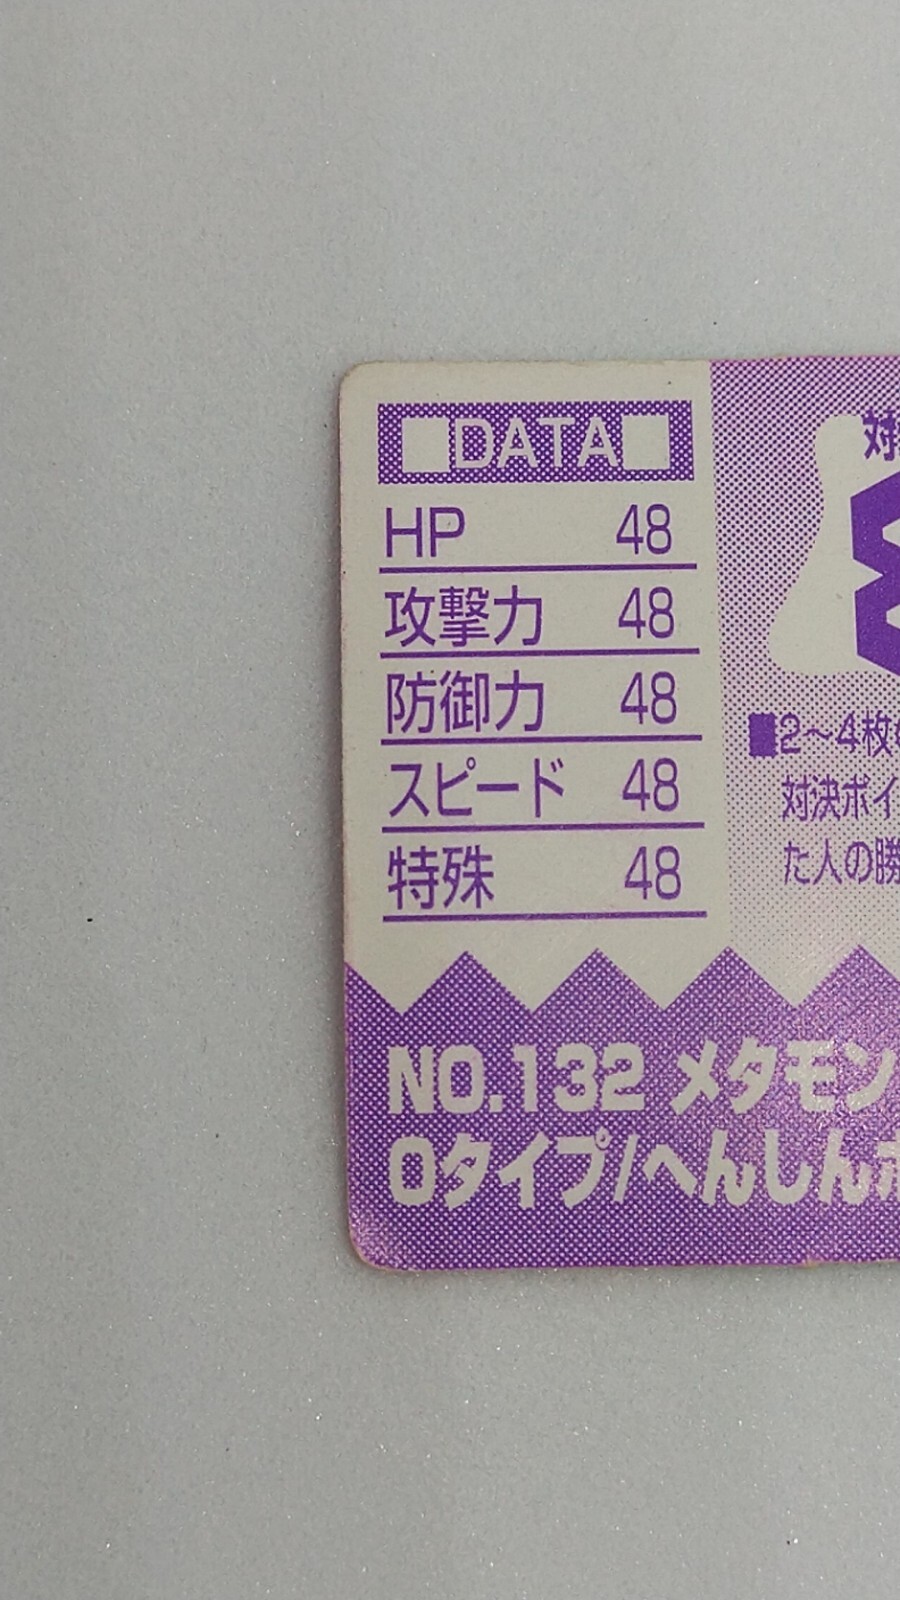 ■DATA■
HP 48
攻撃力 48
防御力 48
スピード 48
特殊 48
対
■2〜4枚
対決ポイ
た人の勝
NO.132 メタモン
0タイプ/へんしんポ